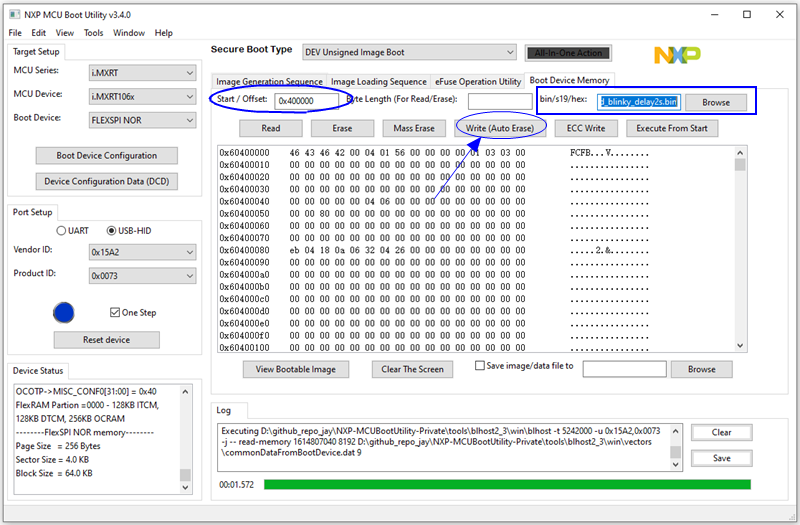 NXP MCU Boot Utility v3.4.0
File Edit View Tools Window Help
Target Setup
MCU Series: i.MXRT
MCU Device: i.MXRT106x
Boot Device: FLEXSPI NOR
Boot Device Configuration
Device Configuration Data (DCD)
Port Setup
UART USB-HID
Vendor ID: 0x15A2
Product ID: 0x0073
One Step
Reset device
Device Status
OCOTP->MISC_CONF0[31:00] = 0x40
FlexRAM Partion =0000 - 128KB ITCM,
128KB DTCM, 256KB OCRAM
--------FlexSPI NOR memory--------
Page Size = 256 Bytes
Sector Size = 4.0 KB
Block Size = 64.0 KB
Secure Boot Type DEV Unsigned Image Boot All-In-One Action NXP
Image Generation Sequence Image Loading Sequence eFuse Operation Utility Boot Device Memory
Start / Offset: 0x400000 Byte Length (For Read/Erase): bin/s19/hex: d_blinky_delay2s.bin Browse
Read Erase Mass Erase Write (Auto Erase) ECC Write Execute From Start
0x60400000 46 43 46 42 00 04 01 56 00 00 00 00 01 03 03 00 FCFB...V........
0x60400010 00 00 00 00 00 00 00 00 00 00 00 00 00 00 00 00 ................
0x60400020 00 00 00 00 00 00 00 00 00 00 00 00 00 00 00 00 ................
0x60400030 00 00 00 00 00 00 00 00 00 00 00 00 00 00 00 00 ................
0x60400040 00 00 00 00 04 06 00 00 00 00 00 00 00 00 00 00 ................
0x60400050 00 00 80 00 00 00 00 00 00 00 00 00 00 00 00 00 ................
0x60400060 00 00 00 00 00 00 00 00 00 00 00 00 00 00 00 00 ................
0x60400070 00 00 00 00 00 00 00 00 00 00 00 00 00 00 00 00 ................
0x60400080 eb 04 18 0a 06 32 04 26 00 00 00 00 00 00 00 00 .....2.&........
0x60400090 00 00 00 00 00 00 00 00 00 00 00 00 00 00 00 00 ................
0x604000a0 00 00 00 00 00 00 00 00 00 00 00 00 00 00 00 00 ................
0x604000b0 00 00 00 00 00 00 00 00 00 00 00 00 00 00 00 00 ................
0x604000c0 00 00 00 00 00 00 00 00 00 00 00 00 00 00 00 00 ................
0x604000d0 00 00 00 00 00 00 00 00 00 00 00 00 00 00 00 00 ................
0x604000e0 00 00 00 00 00 00 00 00 00 00 00 00 00 00 00 00 ................
0x604000f0 00 00 00 00 00 00 00 00 00 00 00 00 00 00 00 00 ................
0x60400100 00 00 00 00 00 00 00 00 00 00 00 00 00 00 00 00 ................
View Bootable Image Clear The Screen Save image/data file to Browse
Log
Executing D:\github_repo_jay\NXP-MCUBootUtility-Private\tools\blhost2_3\win\blhost -t 5242000 -u 0x15A2,0x0073
-j -- read-memory 1614807040 8192 D:\github_repo_jay\NXP-MCUBootUtility-Private\tools\blhost2_3\win\vectors
\commonDataFromBootDevice.dat 9
Clear
Save
00:01.572